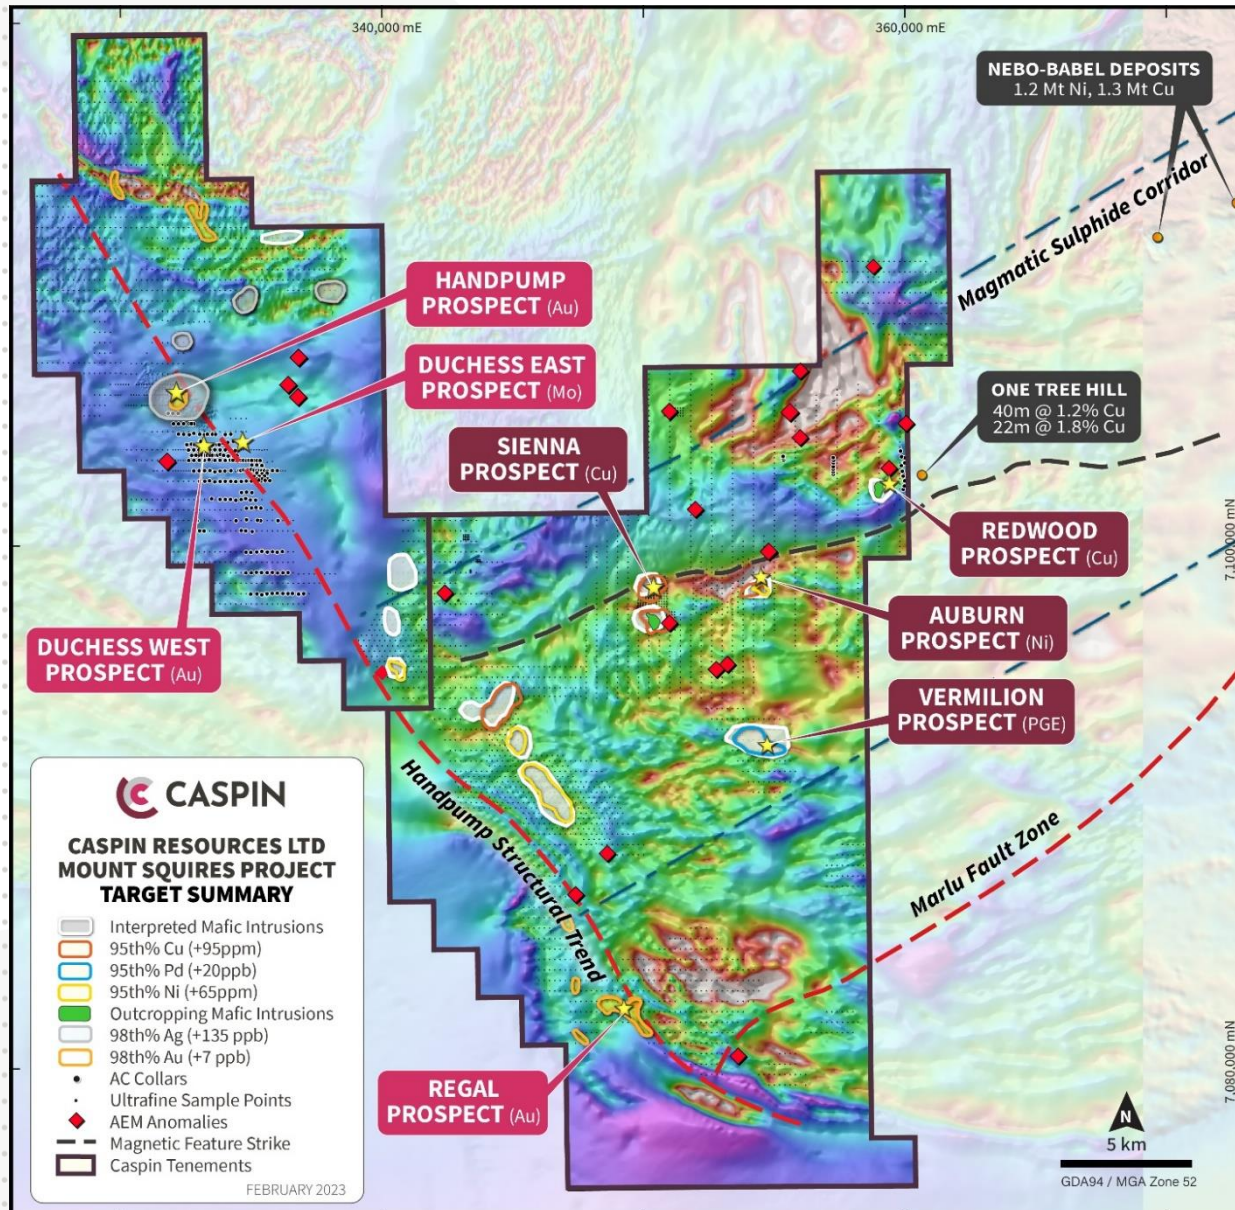 340,000 mE
360,000 mE
NEBO-BABEL DEPOSITS
1.2 Mt Ni, 1.3 Mt Cu
Magmatic Sulphide Corridor
HANDPUMP
PROSPECT (Au)
DUCHESS EAST
PROSPECT (Mo)
ONE TREE HILL
40m @ 1.2% Cu
22m @ 1.8% Cu
SIENNA
PROSPECT (Cu)
REDWOOD
PROSPECT (Cu)
7,100,000 mN
AUBURN
PROSPECT (Ni)
DUCHESS WEST
PROSPECT (Au)
VERMILION
PROSPECT (PGE)
Handpump Structural Trend
Marlu Fault Zone
CASPIN
CASPIN RESOURCES LTD
MOUNT SQUIRES PROJECT
TARGET SUMMARY
Interpreted Mafic Intrusions
95th% Cu (+95ppm)
95th% Pd (+20ppb)
95th% Ni (+65ppm)
Outcropping Mafic Intrusions
98th% Ag (+135 ppb)
98th% Au (+7 ppb)
AC Collars
Ultrafine Sample Points
AEM Anomalies
Magnetic Feature Strike
Caspin Tenements
FEBRUARY 2023
REGAL
PROSPECT (Au)
7,080,000 mN
N
5 km
GDA94 / MGA Zone 52